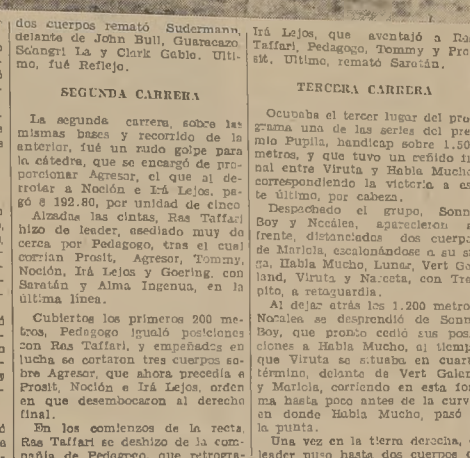 dos cuerpos remató Sudermann,
delante de John Bull, Guaracazo,
Shangri La y Clark Gable. Ulti-
mo, fué Reflejo.
SEGUNDA CARRERA
La segunda carrera, sobre las
mismas bases y recorrido de la
anterior, fué un rudo golpe para
la cátedra, que se encargó de pro-
porcionar Agresor, el que al de-
rrotar a Noción e Irá Lejos, pa-
gó $ 192.80, por unidad de cinco
Alzadas las cintas, Ras Taffari
hizo de leader, asediado muy de
cerca por Pedagogo, tras el cual
corrian Prosit, Agresor, Tommy,
Noción, Irá Lejos y Goering, con
Saratán y Alma Ingenua, en la
última línea.
Cubiertos los primeros 200 me-
tros, Pedagogo igualó posiciones
con Ras Taffari, y empeñados en
lucha se cortaron tres cuerpos so-
bre Agresor, que ahora precedía a
Prosit, Noción e Irá Lejos, orden
en que desembocaron al derecho
final.
En los comienzos de la recta,
Ras Taffari se deshizo de la com-
pañía de Pedagogo, que retrogra-
Irá Lejos, que aventajó a Ras
Taffari, Pedagogo, Tommy y Pro-
sit. Ultimo, remató Saratán.
TERCERA CARRERA
Ocupaba el tercer lugar del pro-
grama una de las series del pre-
mio Pupila, handicap sobre 1.50
metros, y que tuvo un reñido fi-
nal entre Viruta y Habla Mucho
correspondiendo la victoria a es-
te último, por cabeza.
Despachado el grupo, Sonn
Boy y Nocales, aparecieron a
frente, distanciados dos cuerp
de Maricla, escalonándose a su s
ga, Habla Mucho, Lunar, Vert Ga
land, Viruta y Naceta, con Tre
pito, a retaguardia.
Al dejar atrás los 1.200 metro
Nocales se desprendió de Sonn
Boy, que pronto cedió sus pos
ciones a Habla Mucho, al tiemp
que Viruta se situaba en cuar
término, delante de Vert Galan
y Maricla, corriendo en esta for
ma hasta poco antes de la curv
en donde Habla Mucho, pasó
la punta.
Una vez en la tierra derecha,
leader puso hasta dos cuerpos